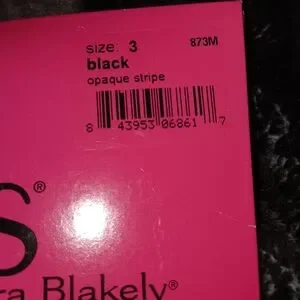 size: 3 873M
black
opaque stripe
8 43953 06861 7
S®
ra Blakely®